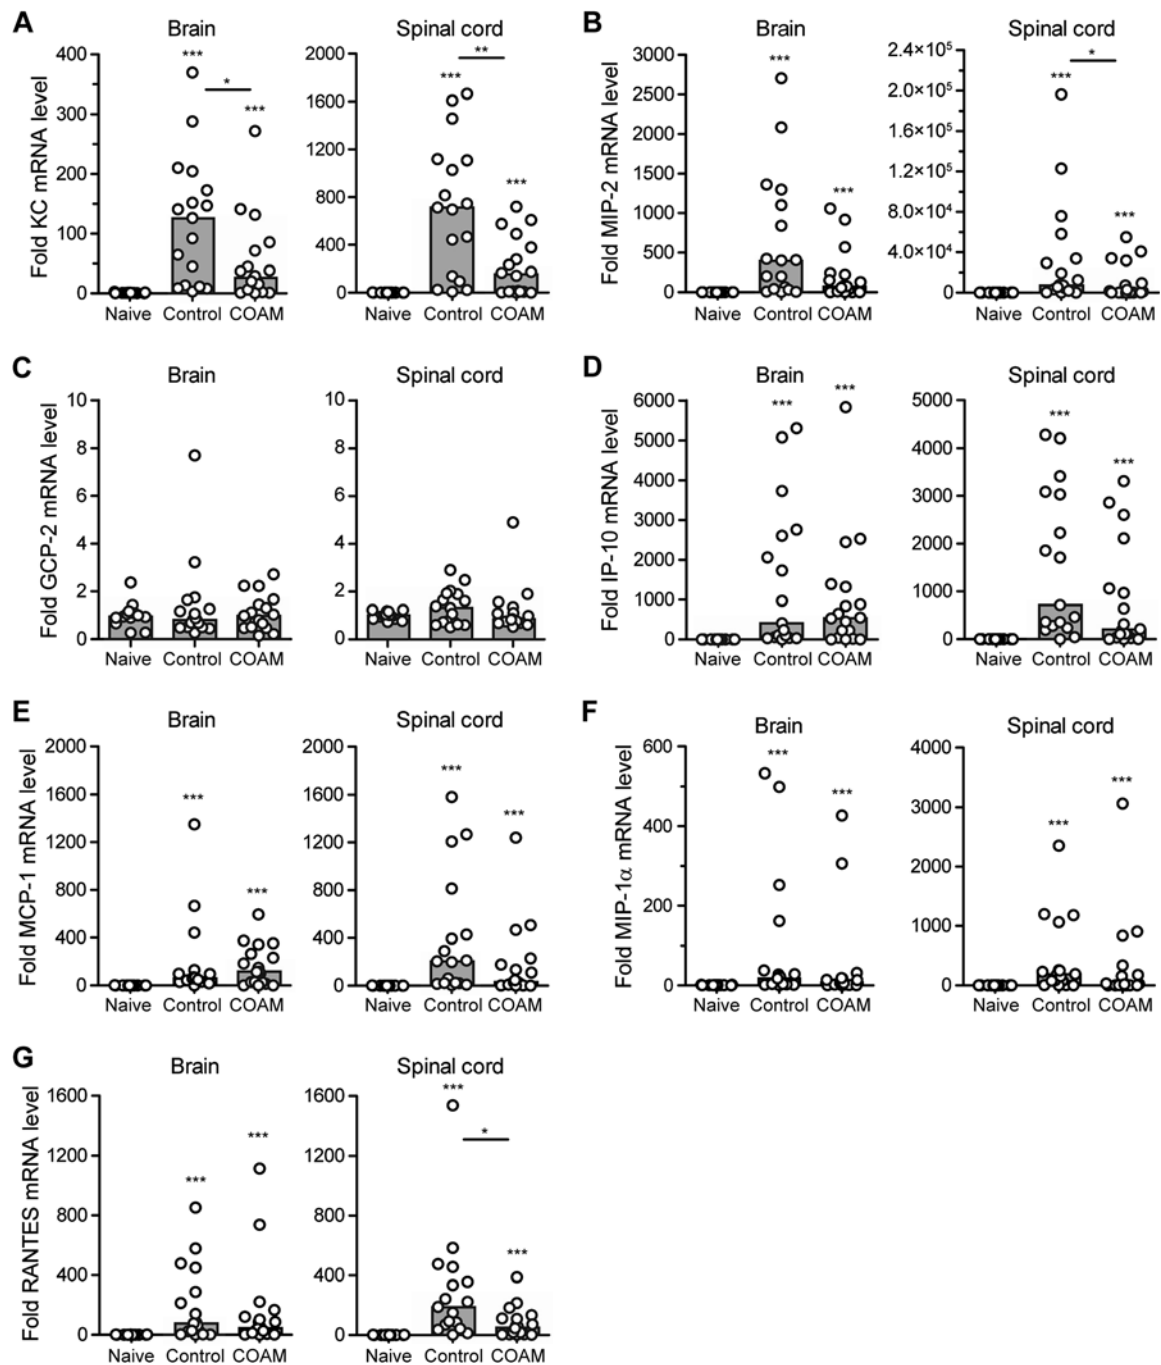 A
Brain
Spinal cord
Fold KC mRNA level
400
300
200
100
0
***
*
***
Naive
Control
COAM
2000
1600
1200
800
400
0
***
**
***
Naive
Control
COAM
B
Brain
Spinal cord
Fold MIP-2 mRNA level
3000
2500
2000
1500
1000
500
0
***
***
Naive
Control
COAM
2.4×10⁵
2.0×10⁵
1.6×10⁵
1.2×10⁵
8.0×10⁴
4.0×10⁴
0
***
*
***
Naive
Control
COAM
C
Brain
Spinal cord
Fold GCP-2 mRNA level
10
8
6
4
2
0
Naive
Control
COAM
10
8
6
4
2
0
Naive
Control
COAM
D
Brain
Spinal cord
Fold IP-10 mRNA level
6000
5000
4000
3000
2000
1000
0
***
***
Naive
Control
COAM
5000
4000
3000
2000
1000
0
***
***
Naive
Control
COAM
E
Brain
Spinal cord
Fold MCP-1 mRNA level
2000
1600
1200
800
400
0
***
***
Naive
Control
COAM
2000
1600
1200
800
400
0
***
***
Naive
Control
COAM
F
Brain
Spinal cord
Fold MIP-1α mRNA level
600
400
200
0
***
***
Naive
Control
COAM
4000
3000
2000
1000
0
***
***
Naive
Control
COAM
G
Brain
Spinal cord
Fold RANTES mRNA level
1600
1200
800
400
0
***
***
Naive
Control
COAM
1600
1200
800
400
0
***
*
***
Naive
Control
COAM